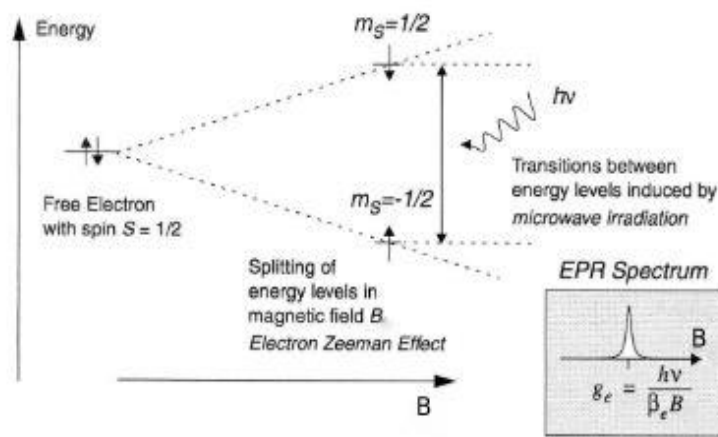 Energy
m_S=1/2
hν
Transitions between
energy levels induced by
microwave irradiation
Free Electron
with spin S = 1/2
m_S=-1/2
Splitting of
energy levels in
magnetic field B
Electron Zeeman Effect
B
EPR Spectrum
B
g_e = hν / β_e B